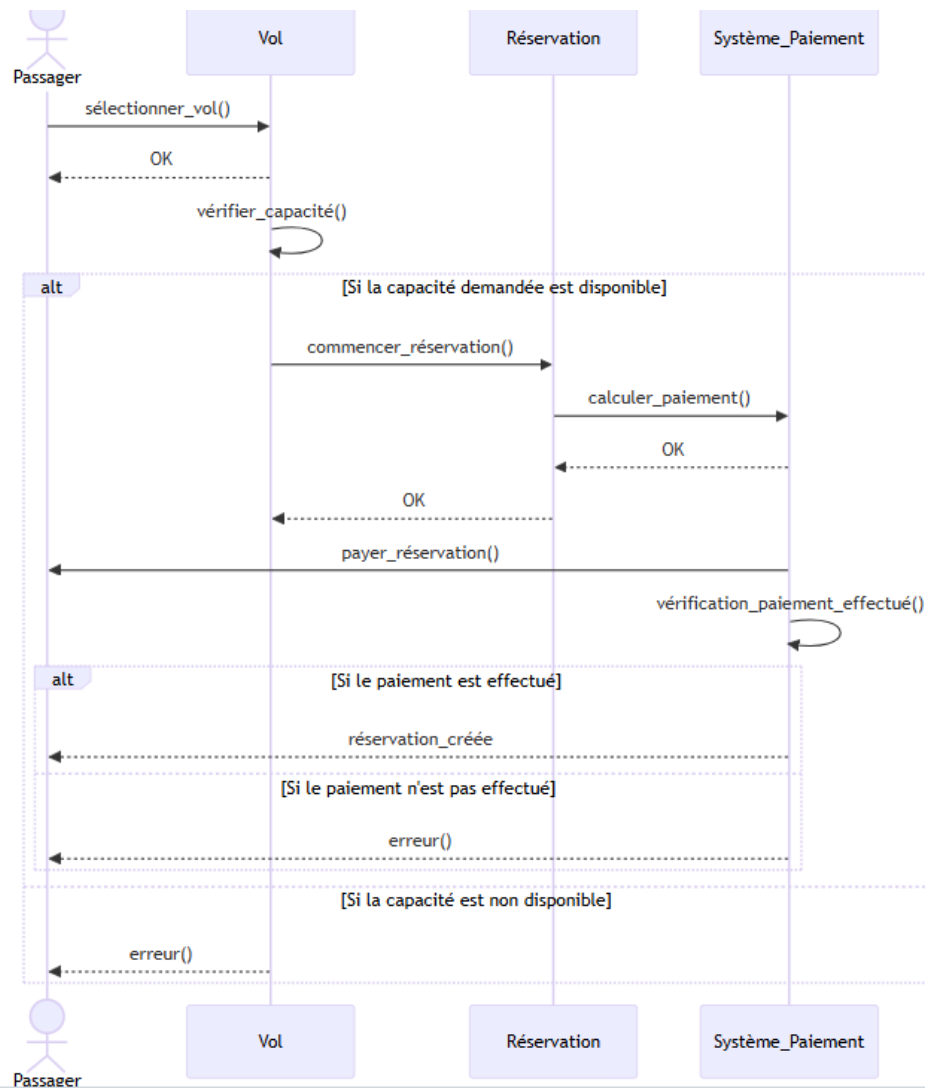 Vol
Réservation
Système_Paiement
Passager
sélectionner_vol()
OK
vérifier_capacité()
alt
[Si la capacité demandée est disponible]
commencer_réservation()
calculer_paiement()
OK
OK
payer_réservation()
vérification_paiement_effectué()
alt
[Si le paiement est effectué]
réservation_créée
[Si le paiement n'est pas effectué]
erreur()
[Si la capacité est non disponible]
erreur()
Vol
Réservation
Système_Paiement
Passager